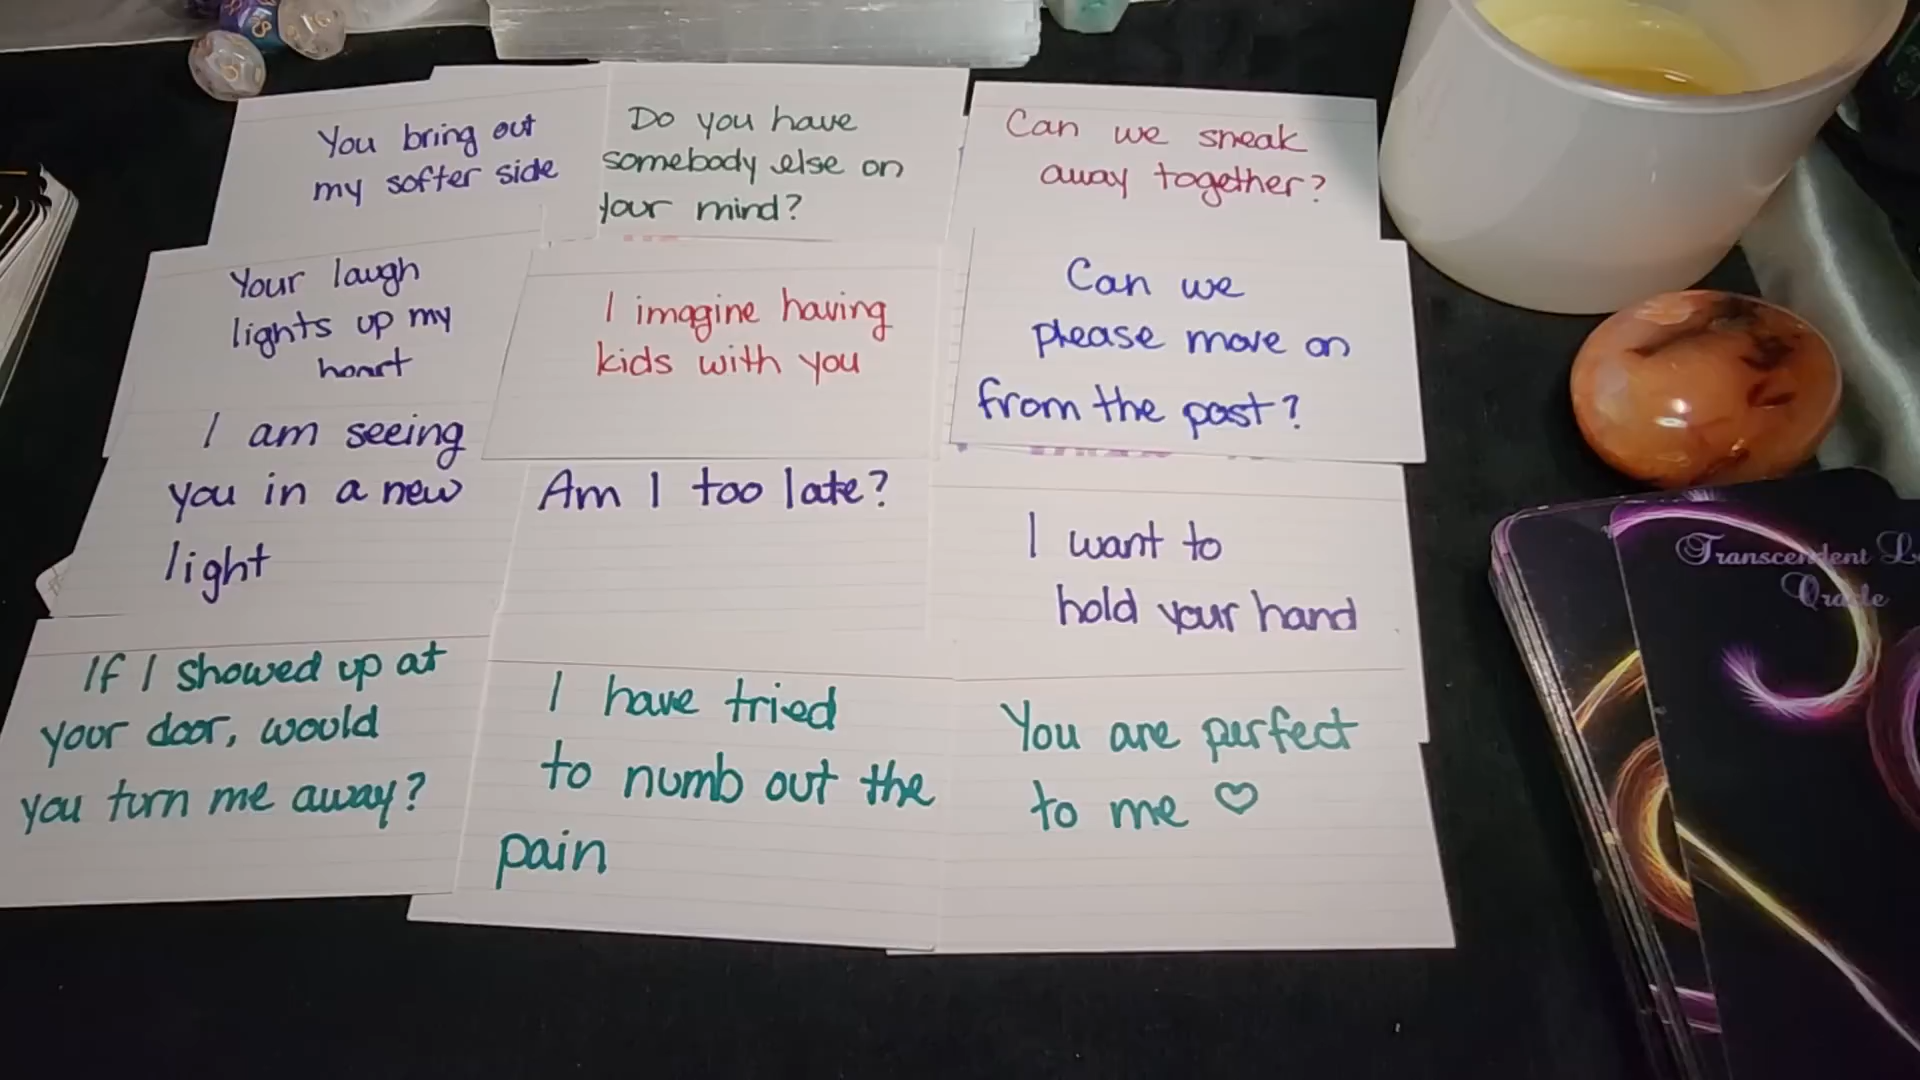 You bring out
my softer side
Do you have
somebody else on
your mind?
Can we sneak
away together?
Your laugh
lights up my
heart
I imagine having
kids with you
Can we
please move on
from the past?
I am seeing
you in a new
light
Am I too late?
I want to
hold your hand
If I showed up at
your door, would
you turn me away?
I have tried
to numb out the
pain
You are perfect
to me ♡
Transcendent
Oracle